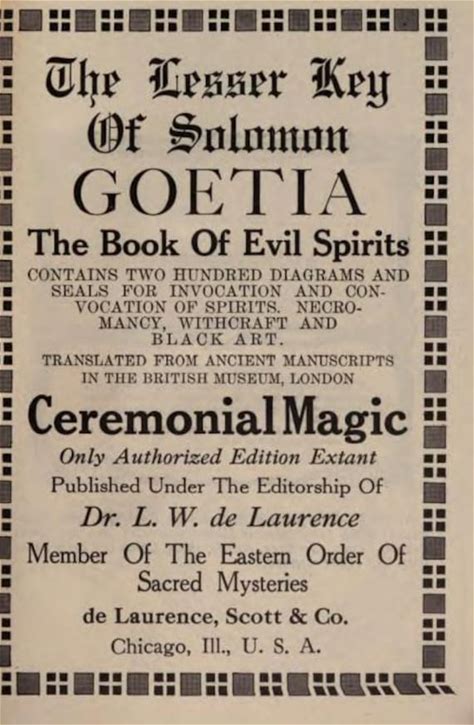 The Lesser Key
Of Solomon
GOETIA
The Book Of Evil Spirits
CONTAINS TWO HUNDRED DIAGRAMS AND
SEALS FOR INVOCATION AND CON-
VOCATION OF SPIRITS. NECRO-
MANCY, WITHCRAFT AND
BLACK ART.
TRANSLATED FROM ANCIENT MANUSCRIPTS
IN THE BRITISH MUSEUM, LONDON
Ceremonial Magic
Only Authorized Edition Extant
Published Under The Editorship Of
Dr. L. W. de Laurence
Member Of The Eastern Order Of
Sacred Mysteries
de Laurence, Scott & Co.
Chicago, Ill., U. S. A.